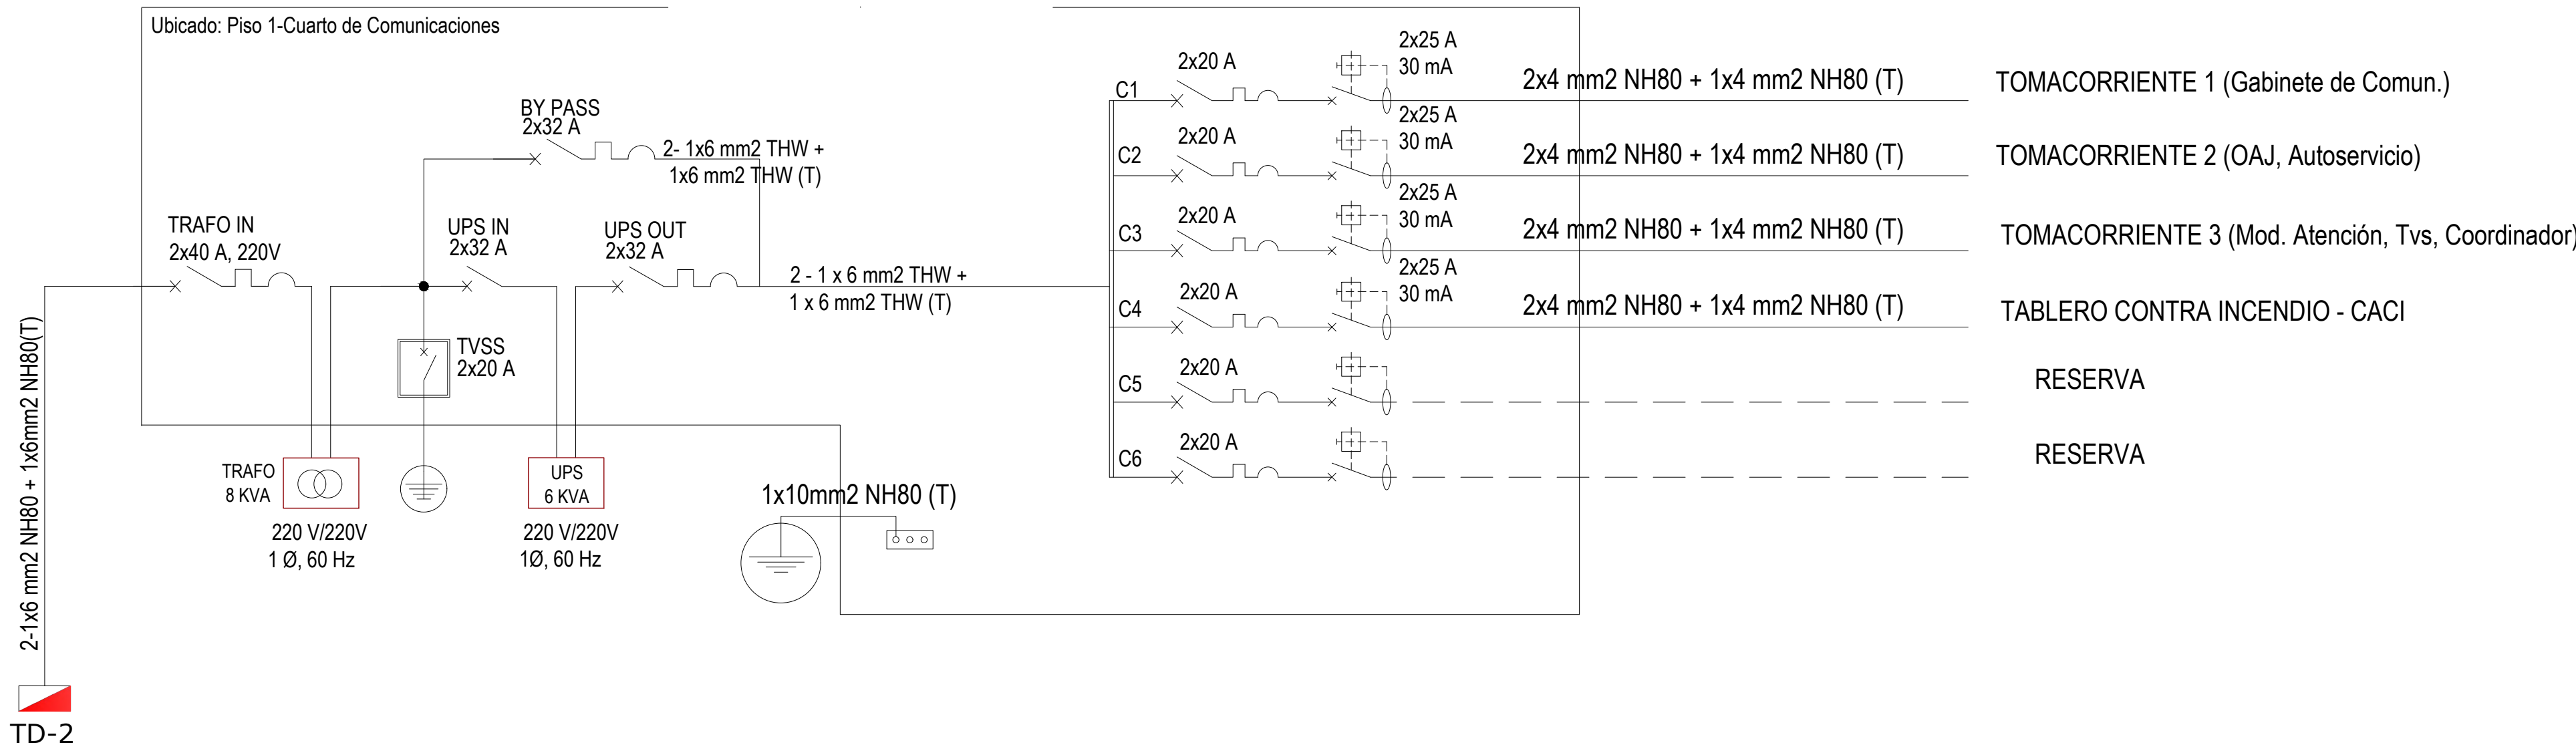 Ubicado: Piso 1-Cuarto de Comunicaciones
BY PASS
2x32 A
2- 1x6 mm2 THW +
1x6 mm2 THW (T)
TRAFO IN
2x40 A, 220V
UPS IN
2x32 A
UPS OUT
2x32 A
2 - 1 x 6 mm2 THW +
1 x 6 mm2 THW (T)
TVSS
2x20 A
TRAFO
8 KVA
220 V/220V
1 Ø, 60 Hz
UPS
6 KVA
220 V/220V
1Ø, 60 Hz
1x10mm2 NH80 (T)
2-1x6 mm2 NH80 + 1x6mm2 NH80(T)
TD-2
C1
2x20 A
2x25 A
30 mA
2x4 mm2 NH80 + 1x4 mm2 NH80 (T)
TOMACORRIENTE 1 (Gabinete de Comun.)
C2
2x20 A
2x25 A
30 mA
2x4 mm2 NH80 + 1x4 mm2 NH80 (T)
TOMACORRIENTE 2 (OAJ, Autoservicio)
C3
2x20 A
2x25 A
30 mA
2x4 mm2 NH80 + 1x4 mm2 NH80 (T)
TOMACORRIENTE 3 (Mod. Atención, Tvs, Coordinador)
C4
2x20 A
2x25 A
30 mA
2x4 mm2 NH80 + 1x4 mm2 NH80 (T)
TABLERO CONTRA INCENDIO - CACI
C5
2x20 A
RESERVA
C6
2x20 A
RESERVA